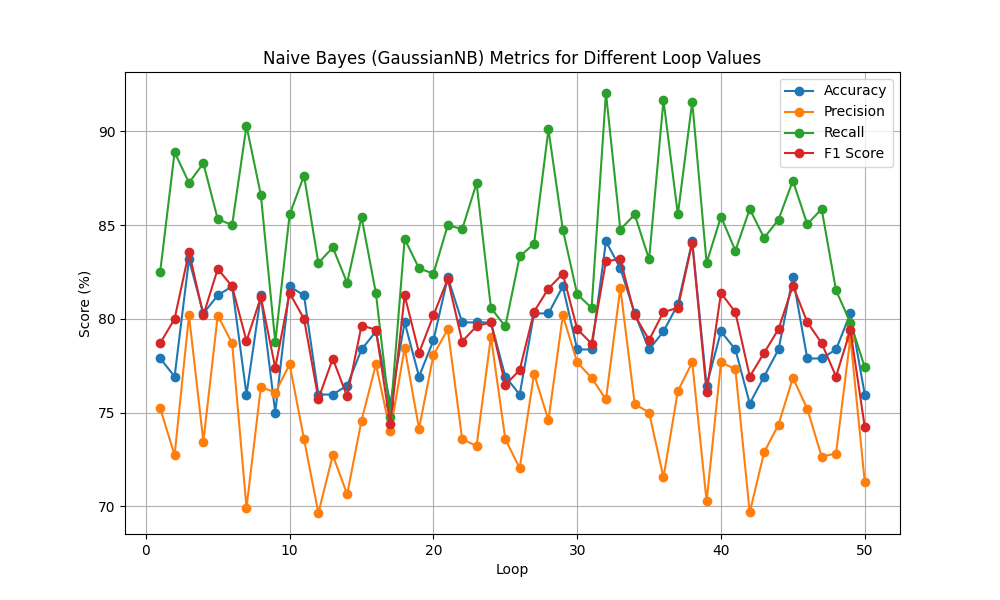 Naive Bayes (GaussianNB) Metrics for Different Loop Values
Accuracy
Precision
Recall
F1 Score
Score (%)
90
85
80
75
70
0 10 20 30 40 50
Loop